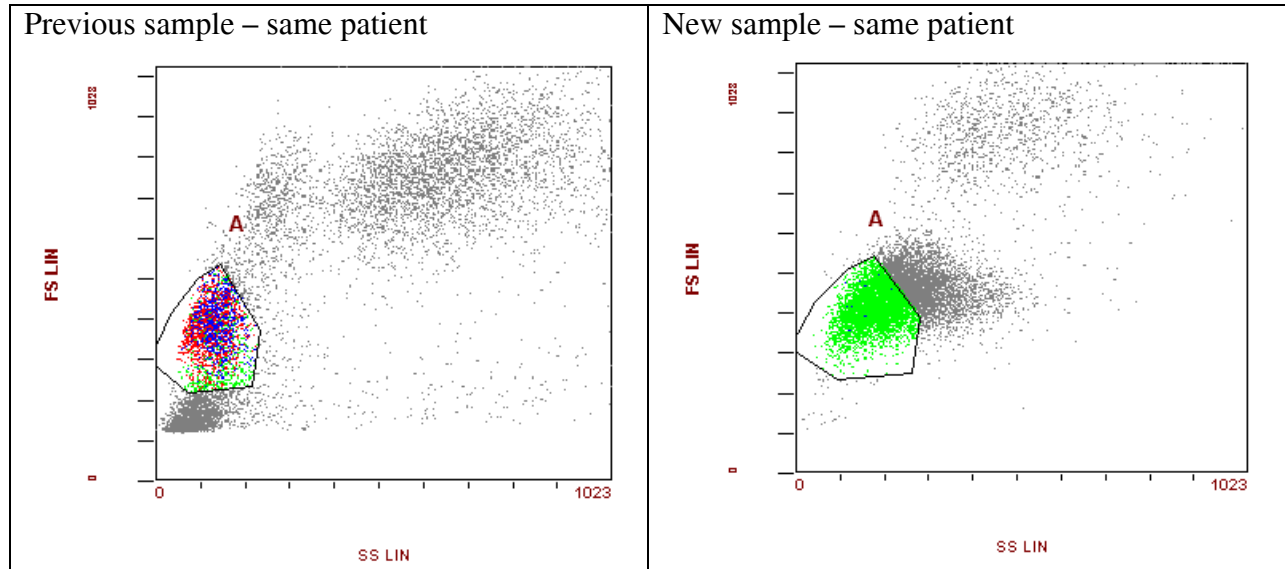 Previous sample – same patient
1023
A
FS LIN
0
0
1023
SS LIN
New sample – same patient
1023
A
FS LIN
0
0
1023
SS LIN